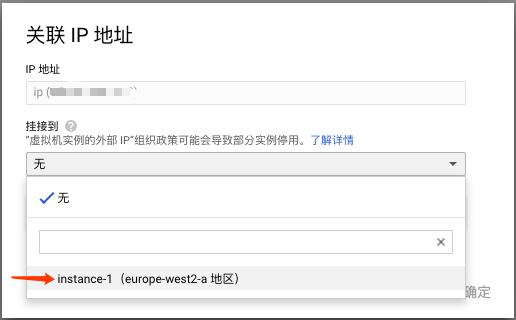 关联 IP 地址
IP 地址
ip (
挂接到 ?
“虚拟机实例的外部 IP”组织政策可能会导致部分实例停用。了解详情
无
无
instance-1（europe-west2-a 地区）
确定